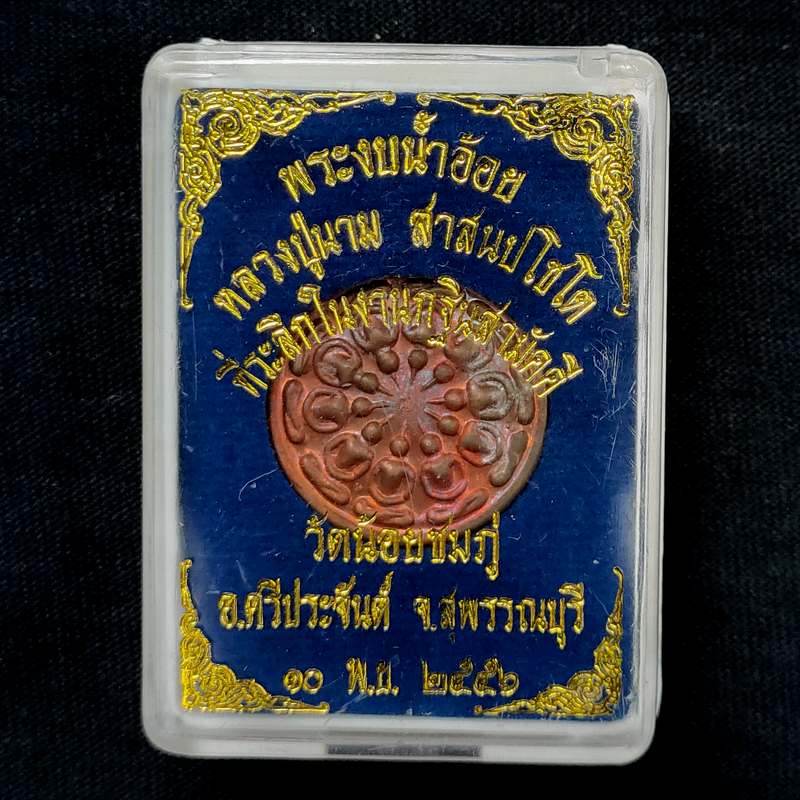 พระงบน้ำอ้อย
หลวงปู่นาม สาสนปโชโต
ที่ระลึกในงานกฐินสามัคคี
วัดน้อยชมภู่
อ.ศรีประจันต์ จ.สุพรรณบุรี
๑๐ พ.ย. ๒๕๕๖